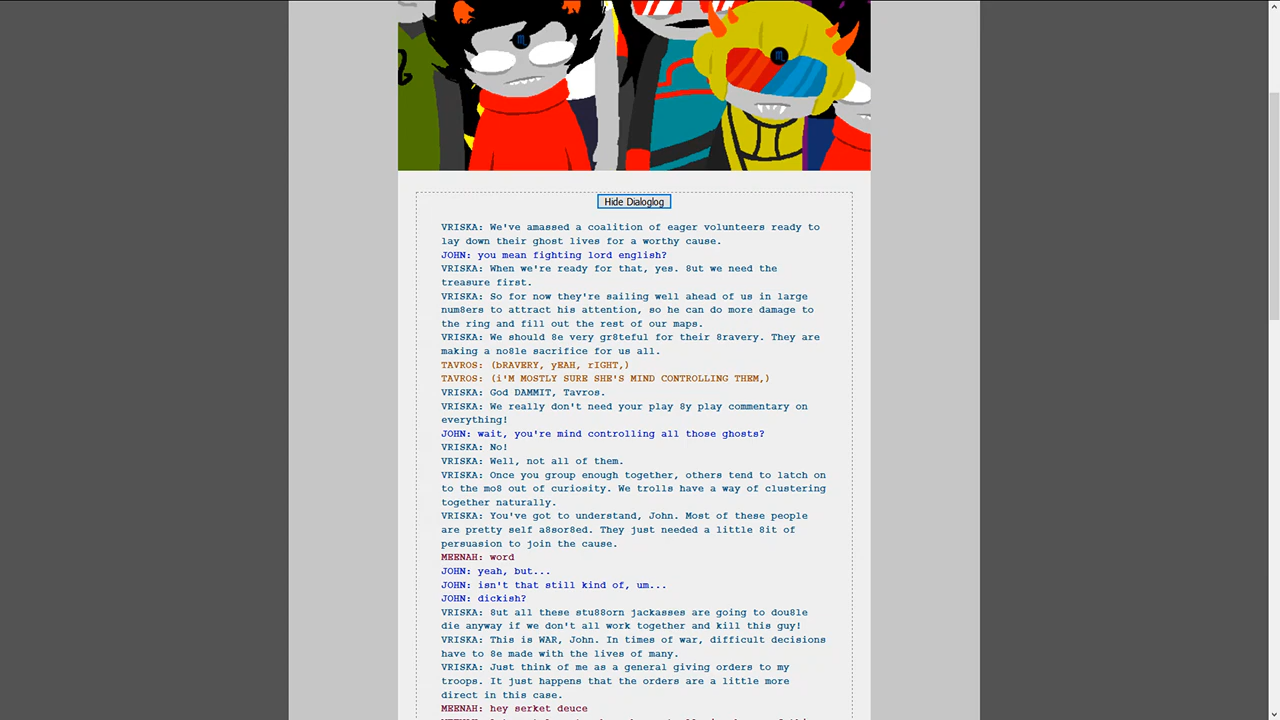 Hide Dialoglog
VRISKA: We've amassed a coalition of eager volunteers ready to
lay down their ghost lives for a worthy cause.
JOHN: you mean fighting lord english?
VRISKA: When we're ready for that, yes. 8ut we need the
treasure first.
VRISKA: So for now they're sailing well ahead of us in large
num8ers to attract his attention, so he can do more damage to
the ring and fill out the rest of our maps.
VRISKA: We should 8e very gr8teful for their 8ravery. They are
making a no8le sacrifice for us all.
TAVROS: (bRAVERY, yEAH, rIGHT,)
TAVROS: (i'M MOSTLY SURE SHE'S MIND CONTROLLING THEM,)
VRISKA: God DAMMIT, Tavros.
VRISKA: We really don't need your play 8y play commentary on
everything!
JOHN: wait, you're mind controlling all those ghosts?
VRISKA: No!
VRISKA: Well, not all of them.
VRISKA: Once you group enough together, others tend to latch on
to the mo8 out of curiosity. We trolls have a way of clustering
together naturally.
VRISKA: You've got to understand, John. Most of these people
are pretty self a8sor8ed. They just needed a little 8it of
persuasion to join the cause.
MEENAH: word
JOHN: yeah, but...
JOHN: isn't that still kind of, um...
JOHN: dickish?
VRISKA: 8ut all these stu88orn jackasses are going to dou8le
die anyway if we don't all work together and kill this guy!
VRISKA: This is WAR, John. In times of war, difficult decisions
have to 8e made with the lives of many.
VRISKA: Just think of me as a general giving orders to my
troops. It just happens that the orders are a little more
direct in this case.
MEENAH: hey serket deuce